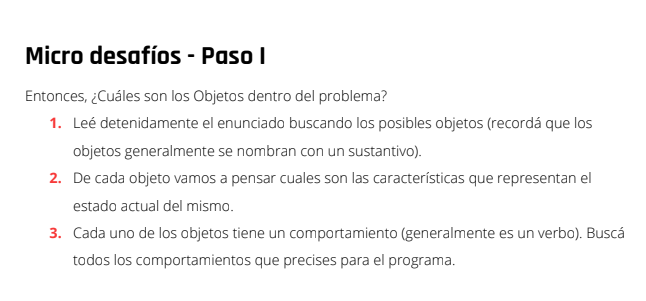 Micro desafíos - Paso I
Entonces, ¿Cuáles son los Objetos dentro del problema?
1. Leé detenidamente el enunciado buscando los posibles objetos (recordá que los
objetos generalmente se nombran con un sustantivo).
2. De cada objeto vamos a pensar cuales son las características que representan el
estado actual del mismo.
3. Cada uno de los objetos tiene un comportamiento (generalmente es un verbo). Buscá
todos los comportamientos que precises para el programa.